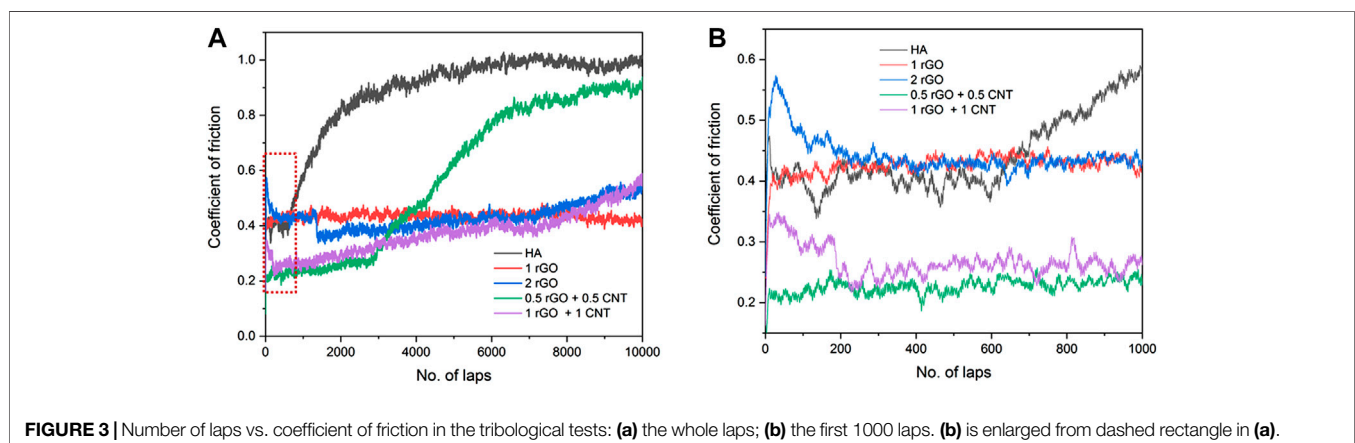 A
B
Coefficient of friction
1.0
0.8
0.6
0.4
0.2
0.0
0
2000
4000
6000
8000
10000
No. of laps
HA
1 rGO
2 rGO
0.5 rGO + 0.5 CNT
1 rGO + 1 CNT
Coefficient of friction
0.6
0.5
0.4
0.3
0.2
0
200
400
600
800
1000
No. of laps
HA
1 rGO
2 rGO
0.5 rGO + 0.5 CNT
1 rGO + 1 CNT
FIGURE 3 | Number of laps vs. coefficient of friction in the tribological tests: (a) the whole laps; (b) the first 1000 laps. (b) is enlarged from dashed rectangle in (a).